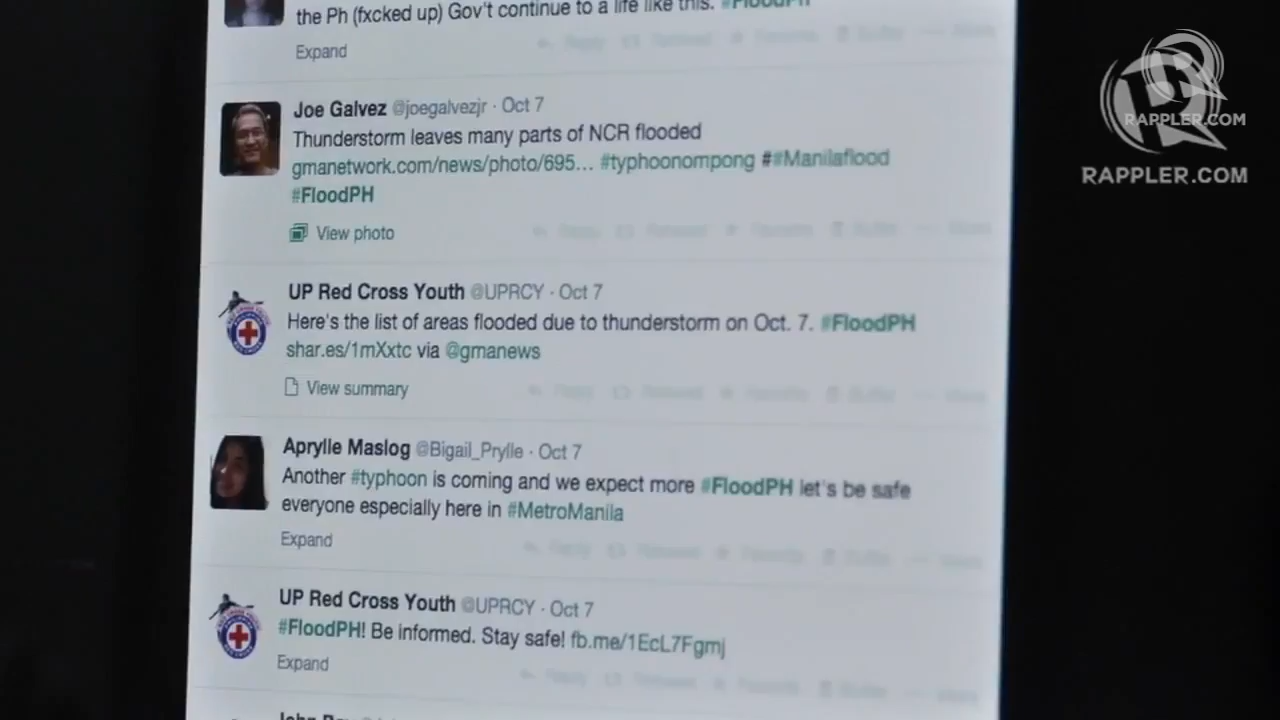 the Ph (fxcked up) Gov't continue to a life like this. #FloodPH
Expand
Joe Galvez @joegalvezjr · Oct 7
Thunderstorm leaves many parts of NCR flooded
gmanetwork.com/news/photo/695... #typhoonompong ##Manilaflood
#FloodPH
View photo
UP Red Cross Youth @UPRCY · Oct 7
Here's the list of areas flooded due to thunderstorm on Oct. 7. #FloodPH
shar.es/1mXxtc via @gmanews
View summary
Aprylle Maslog @Bigail_Prylle · Oct 7
Another #typhoon is coming and we expect more #FloodPH let's be safe
everyone especially here in #MetroManila
Expand
UP Red Cross Youth @UPRCY · Oct 7
#FloodPH! Be informed. Stay safe! fb.me/1EcL7Fgmj
Expand
RAPPLER.COM
RAPPLER.COM